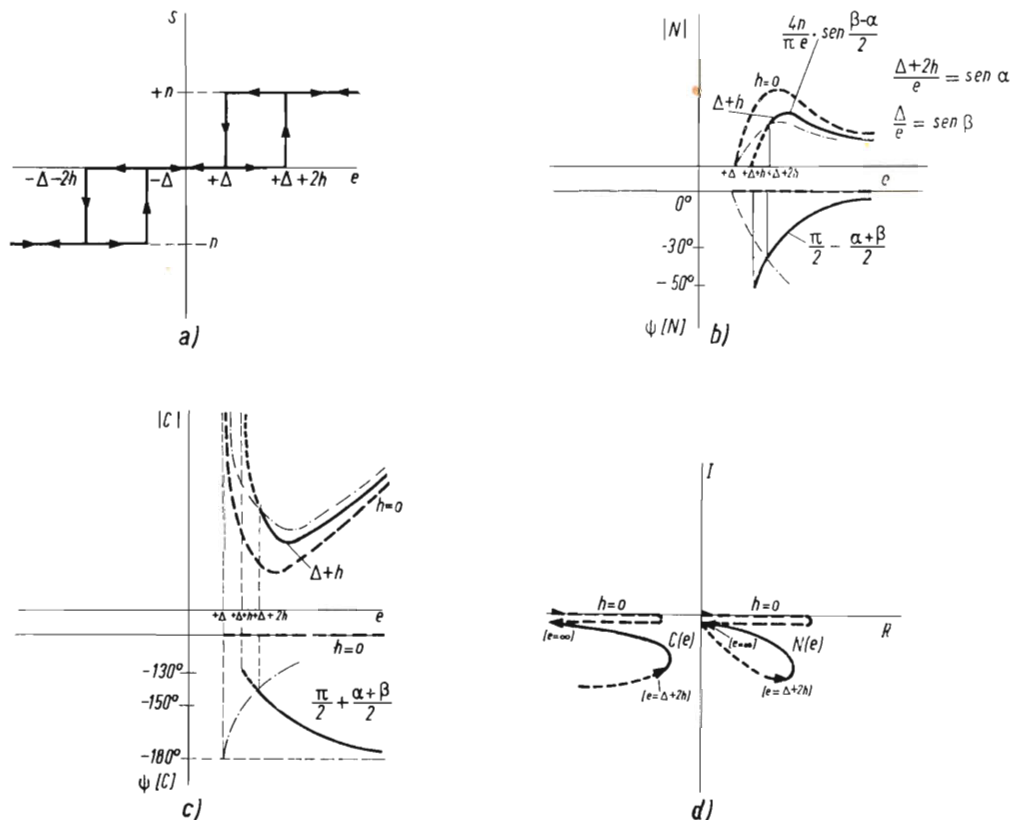 s
+n
-Δ-2h
-Δ
+Δ
+Δ+2h
e
-n
a)
|N|
4n/πe · sen (β-α)/2
h=0
Δ+h
(Δ+2h)/e = sen α
Δ/e = sen β
+Δ +Δ+h +Δ+2h
e
0°
-30°
-50°
π/2 - (α+β)/2
ψ [N]
b)
|C|
h=0
Δ+h
+Δ +Δ+h +Δ+2h
e
h=0
-130°
-150°
π/2 + (α+β)/2
-180°
ψ [C]
c)
I
h=0
h=0
R
[e=∞]
C(e)
[e=∞]
N(e)
[e=Δ+2h]
[e=Δ+2h]
d)